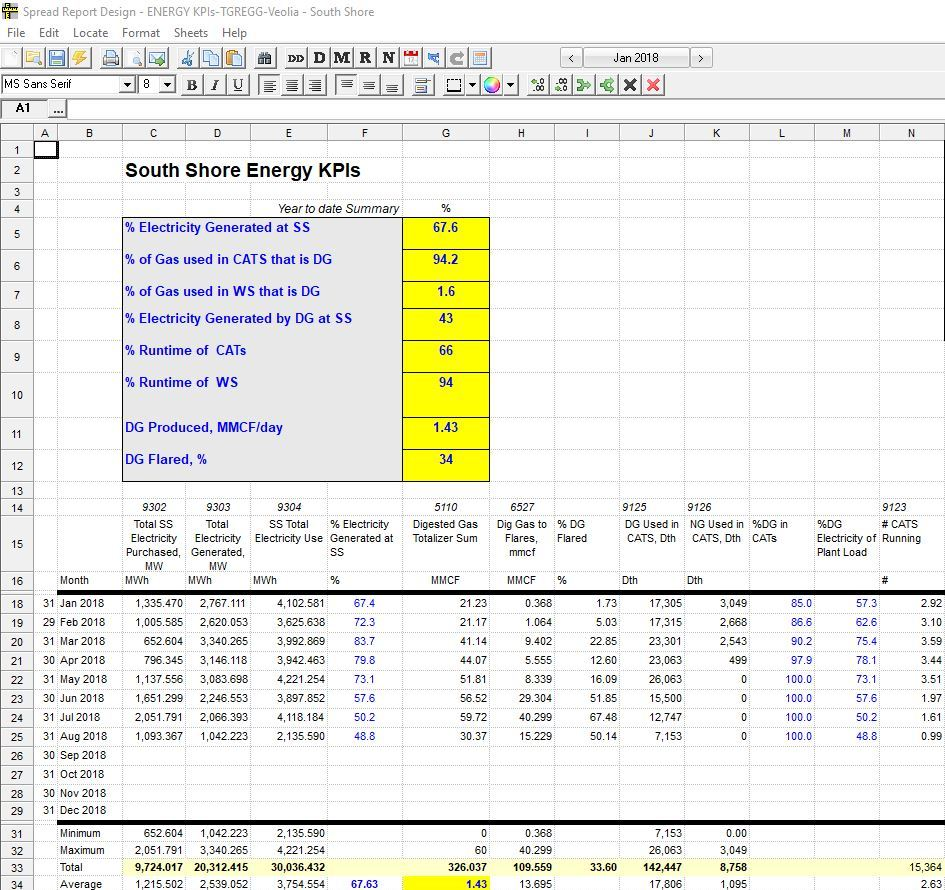 Spread Report Design - ENERGY KPIs-TGREGG-Veolia - South Shore
File Edit Locate Format Sheets Help
DD D M R N Jan 2018
MS Sans Serif 8 B I U
A1 ...
A B C D E F G H I J K L M N
1
2 South Shore Energy KPIs
3
4 Year to date Summary %
5 % Electricity Generated at SS 67.6
6 % of Gas used in CATS that is DG 94.2
7 % of Gas used in WS that is DG 1.6
8 % Electricity Generated by DG at SS 43
9 % Runtime of CATs 66
10 % Runtime of WS 94
11 DG Produced, MMCF/day 1.43
12 DG Flared, % 34
13
14 9302 9303 9304 5110 6527 9125 9126 9123
Total SS Total SS Total % Electricity Digested Gas Dig Gas to % DG DG Used in NG Used in %DG in %DG # CATS
Electricity Electricity Electricity Use Generated at Totalizer Sum Flares, Flared CATS, Dth CATS, Dth CATs Electricity of Running
15 Purchased, Generated, SS mmcf Plant Load
MW MW
16 Month MWh MWh MWh % MMCF MMCF % Dth Dth #
18 31 Jan 2018 1,335.470 2,767.111 4,102.581 67.4 21.23 0.368 1.73 17,305 3,049 85.0 57.3 2.92
19 29 Feb 2018 1,005.585 2,620.053 3,625.638 72.3 21.17 1.064 5.03 17,315 2,668 86.6 62.6 3.10
20 31 Mar 2018 652.604 3,340.265 3,992.869 83.7 41.14 9.402 22.85 23,301 2,543 90.2 75.4 3.59
21 30 Apr 2018 796.345 3,146.118 3,942.463 79.8 44.07 5.555 12.60 23,063 499 97.9 78.1 3.44
22 31 May 2018 1,137.556 3,083.698 4,221.254 73.1 51.81 8.339 16.09 26,063 0 100.0 73.1 3.51
23 30 Jun 2018 1,651.299 2,246.553 3,897.852 57.6 56.52 29.304 51.85 15,500 0 100.0 57.6 1.97
24 31 Jul 2018 2,051.791 2,066.393 4,118.184 50.2 59.72 40.299 67.48 12,747 0 100.0 50.2 1.61
25 31 Aug 2018 1,093.367 1,042.223 2,135.590 48.8 30.37 15.229 50.14 7,153 0 100.0 48.8 0.99
26 30 Sep 2018
27 31 Oct 2018
28 30 Nov 2018
29 31 Dec 2018
31 Minimum 652.604 1,042.223 2,135.590 0 0.368 7,153 0.00
32 Maximum 2,051.791 3,340.265 4,221.254 60 40.299 26,063 3,049
33 Total 9,724.017 20,312.415 30,036.432 326.037 109.559 33.60 142,447 8,758 15,364
34 Average 1,215.502 2,539.052 3,754.554 67.63 1.43 13.695 17,806 1,095 2.63